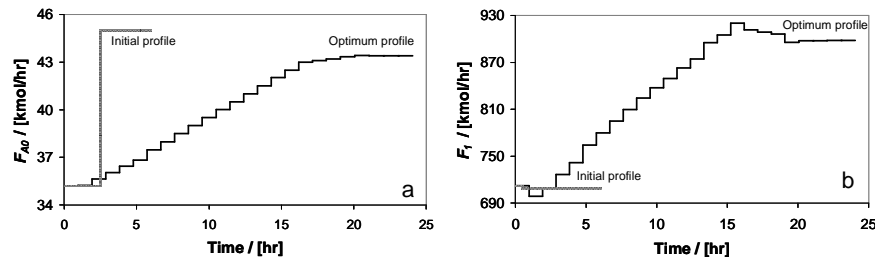 46
43
40
37
34
F_A0 / [kmol/hr]
Initial profile
Optimum profile
a
0 5 10 15 20 25
Time / [hr]
930
870
810
750
690
F_1 / [kmol/hr]
Optimum profile
Initial profile
b
0 5 10 15 20 25
Time / [hr]